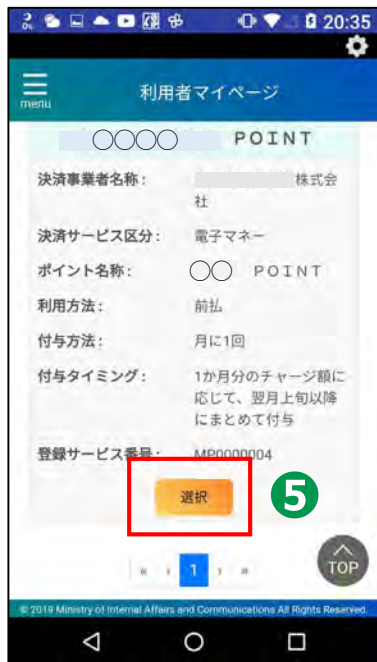 20:35
menu
利用者マイページ
○○○○ POINT
決済事業者名称： 株式会
社
決済サービス区分： 電子マネー
ポイント名称： ○○ POINT
利用方法： 前払
付与方法： 月に1回
付与タイミング： 1か月分のチャージ額に
応じて、翌月上旬以降
にまとめて付与
登録サービス番号： MP0000004
選択
5
« ‹ 1 › »
TOP
© 2019 Ministry of Internal Affairs and Communications All Rights Reserved.